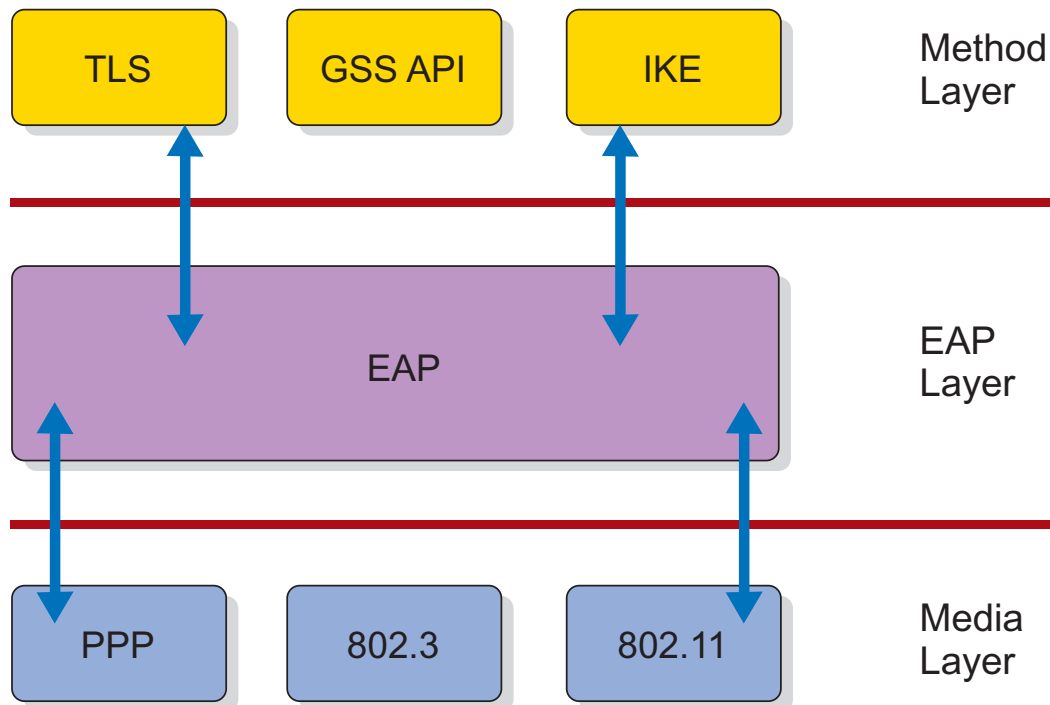 TLS
GSS API
IKE
Method
Layer
EAP
EAP
Layer
PPP
802.3
802.11
Media
Layer